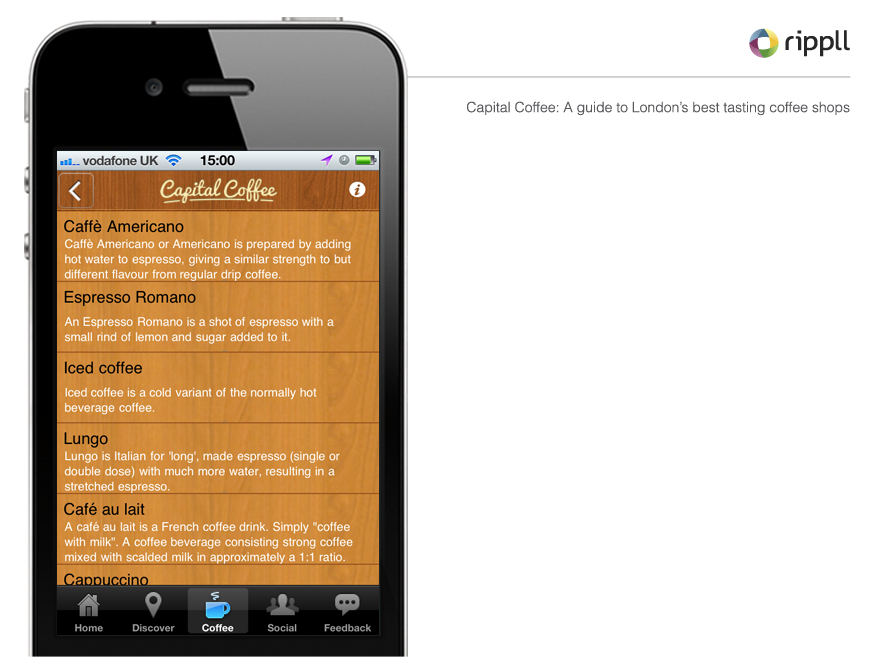 rippll
Capital Coffee: A guide to London's best tasting coffee shops
vodafone UK 15:00
Capital Coffee
i
Caffè Americano
Caffè Americano or Americano is prepared by adding
hot water to espresso, giving a similar strength to but
different flavour from regular drip coffee.
Espresso Romano
An Espresso Romano is a shot of espresso with a
small rind of lemon and sugar added to it.
Iced coffee
Iced coffee is a cold variant of the normally hot
beverage coffee.
Lungo
Lungo is Italian for 'long', made espresso (single or
double dose) with much more water, resulting in a
stretched espresso.
Café au lait
A café au lait is a French coffee drink. Simply "coffee
with milk". A coffee beverage consisting strong coffee
mixed with scalded milk in approximately a 1:1 ratio.
Cappuccino
Home Discover Coffee Social Feedback